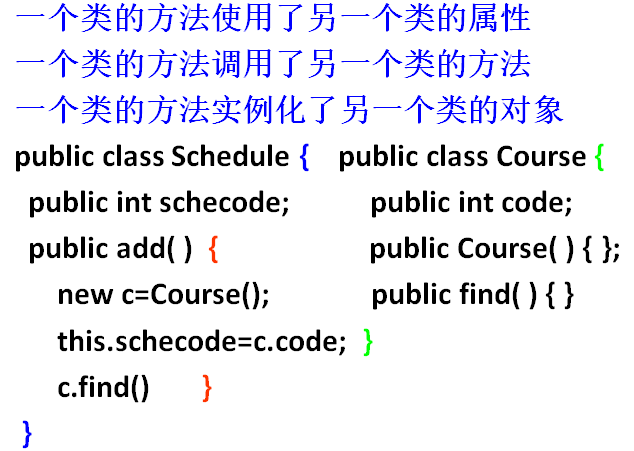 一个类的方法使用了另一个类的属性
一个类的方法调用了另一个类的方法
一个类的方法实例化了另一个类的对象
public class Schedule { public class Course {
public int schecode; public int code;
public add( ) { public Course( ) { };
new c=Course(); public find( ) { }
this.schecode=c.code; }
c.find() }
}